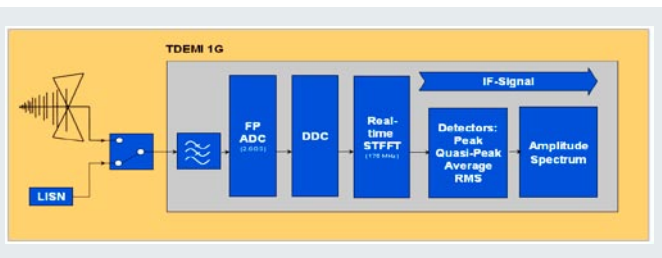 TDEMI 1G
IF-Signal
FP
ADC
DDC
Real-
time
STFFT
Detectors:
Peak
Quasi-Peak
Average
RMS
Amplitude
Spectrum
LISN